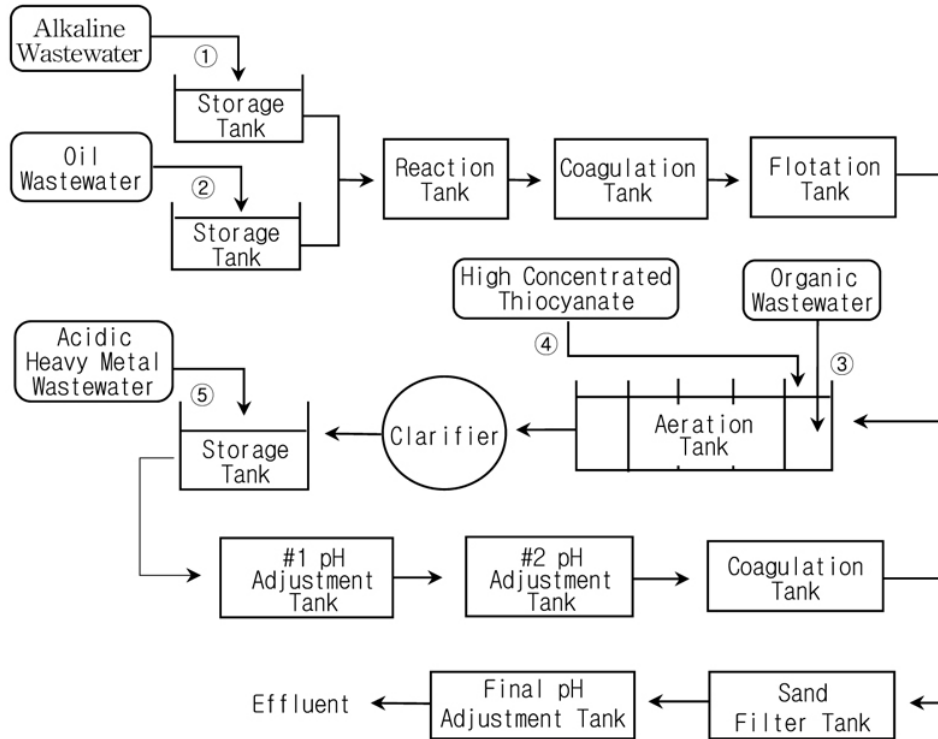 Alkaline
Wastewater
①
Storage
Tank
Oil
Wastewater
②
Storage
Tank
Reaction
Tank
Coagulation
Tank
Flotation
Tank
High Concentrated
Thiocyanate
④
Organic
Wastewater
③
Acidic
Heavy Metal
Wastewater
⑤
Storage
Tank
Clarifier
Aeration
Tank
#1 pH
Adjustment
Tank
#2 pH
Adjustment
Tank
Coagulation
Tank
Effluent
Final pH
Adjustment Tank
Sand
Filter Tank